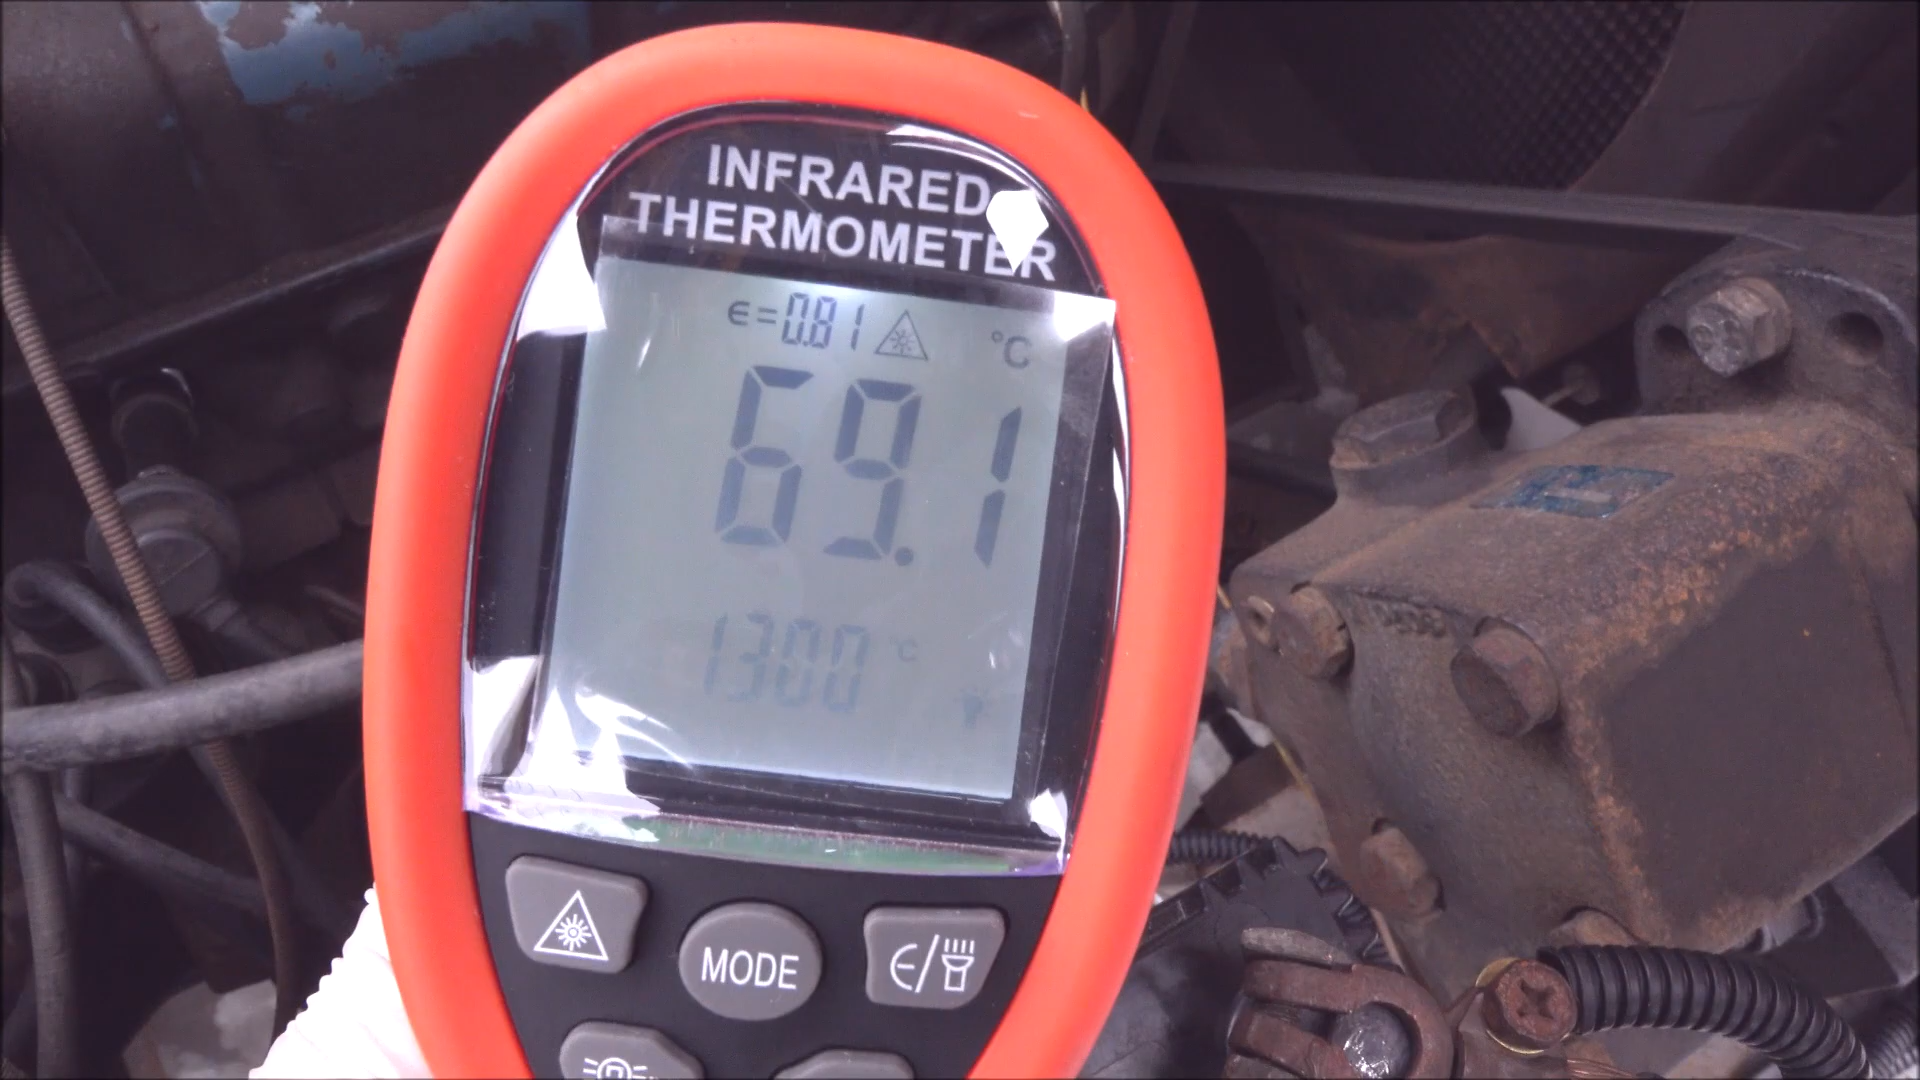 INFRARED
THERMOMETER
ϵ=0.81 °C
69.1
1300 °C
MODE
ϵ/